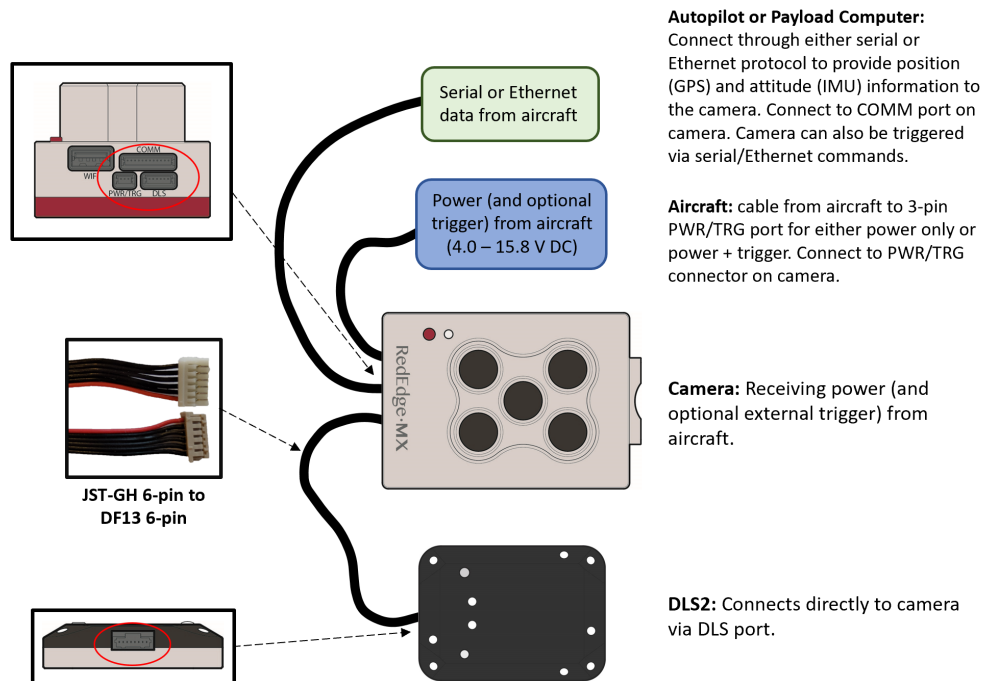 Autopilot or Payload Computer:
Connect through either serial or
Ethernet protocol to provide position
(GPS) and attitude (IMU) information to
the camera. Connect to COMM port on
camera. Camera can also be triggered
via serial/Ethernet commands.
Serial or Ethernet
data from aircraft
COMM
WIFI
PWR/TRG
DLS
Power (and optional
trigger) from aircraft
(4.0 – 15.8 V DC)
Aircraft: cable from aircraft to 3-pin
PWR/TRG port for either power only or
power + trigger. Connect to PWR/TRG
connector on camera.
RedEdge-MX
Camera: Receiving power (and
optional external trigger) from
aircraft.
JST-GH 6-pin to
DF13 6-pin
DLS2: Connects directly to camera
via DLS port.